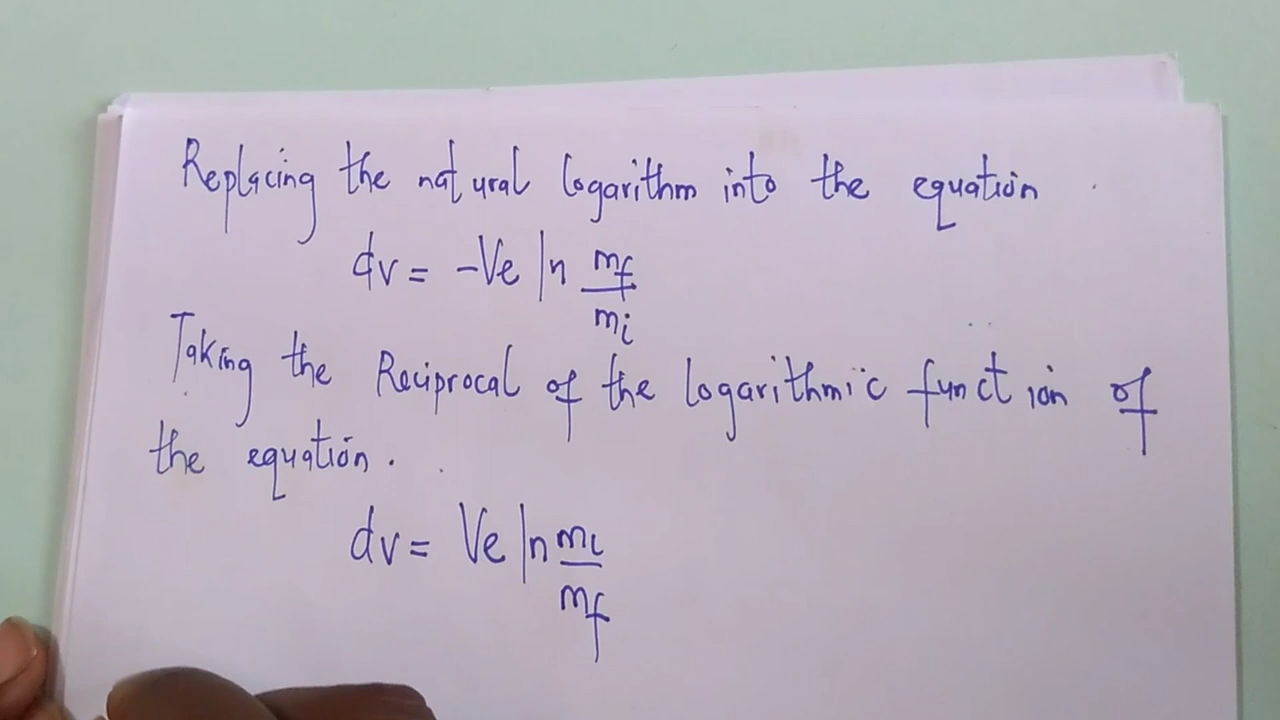 Replacing the natural logarithm into the equation
dv = -Ve ln mf/mi
Taking the Reciprocal of the logarithmic function of
the equation.
dv = Ve ln mi/mf